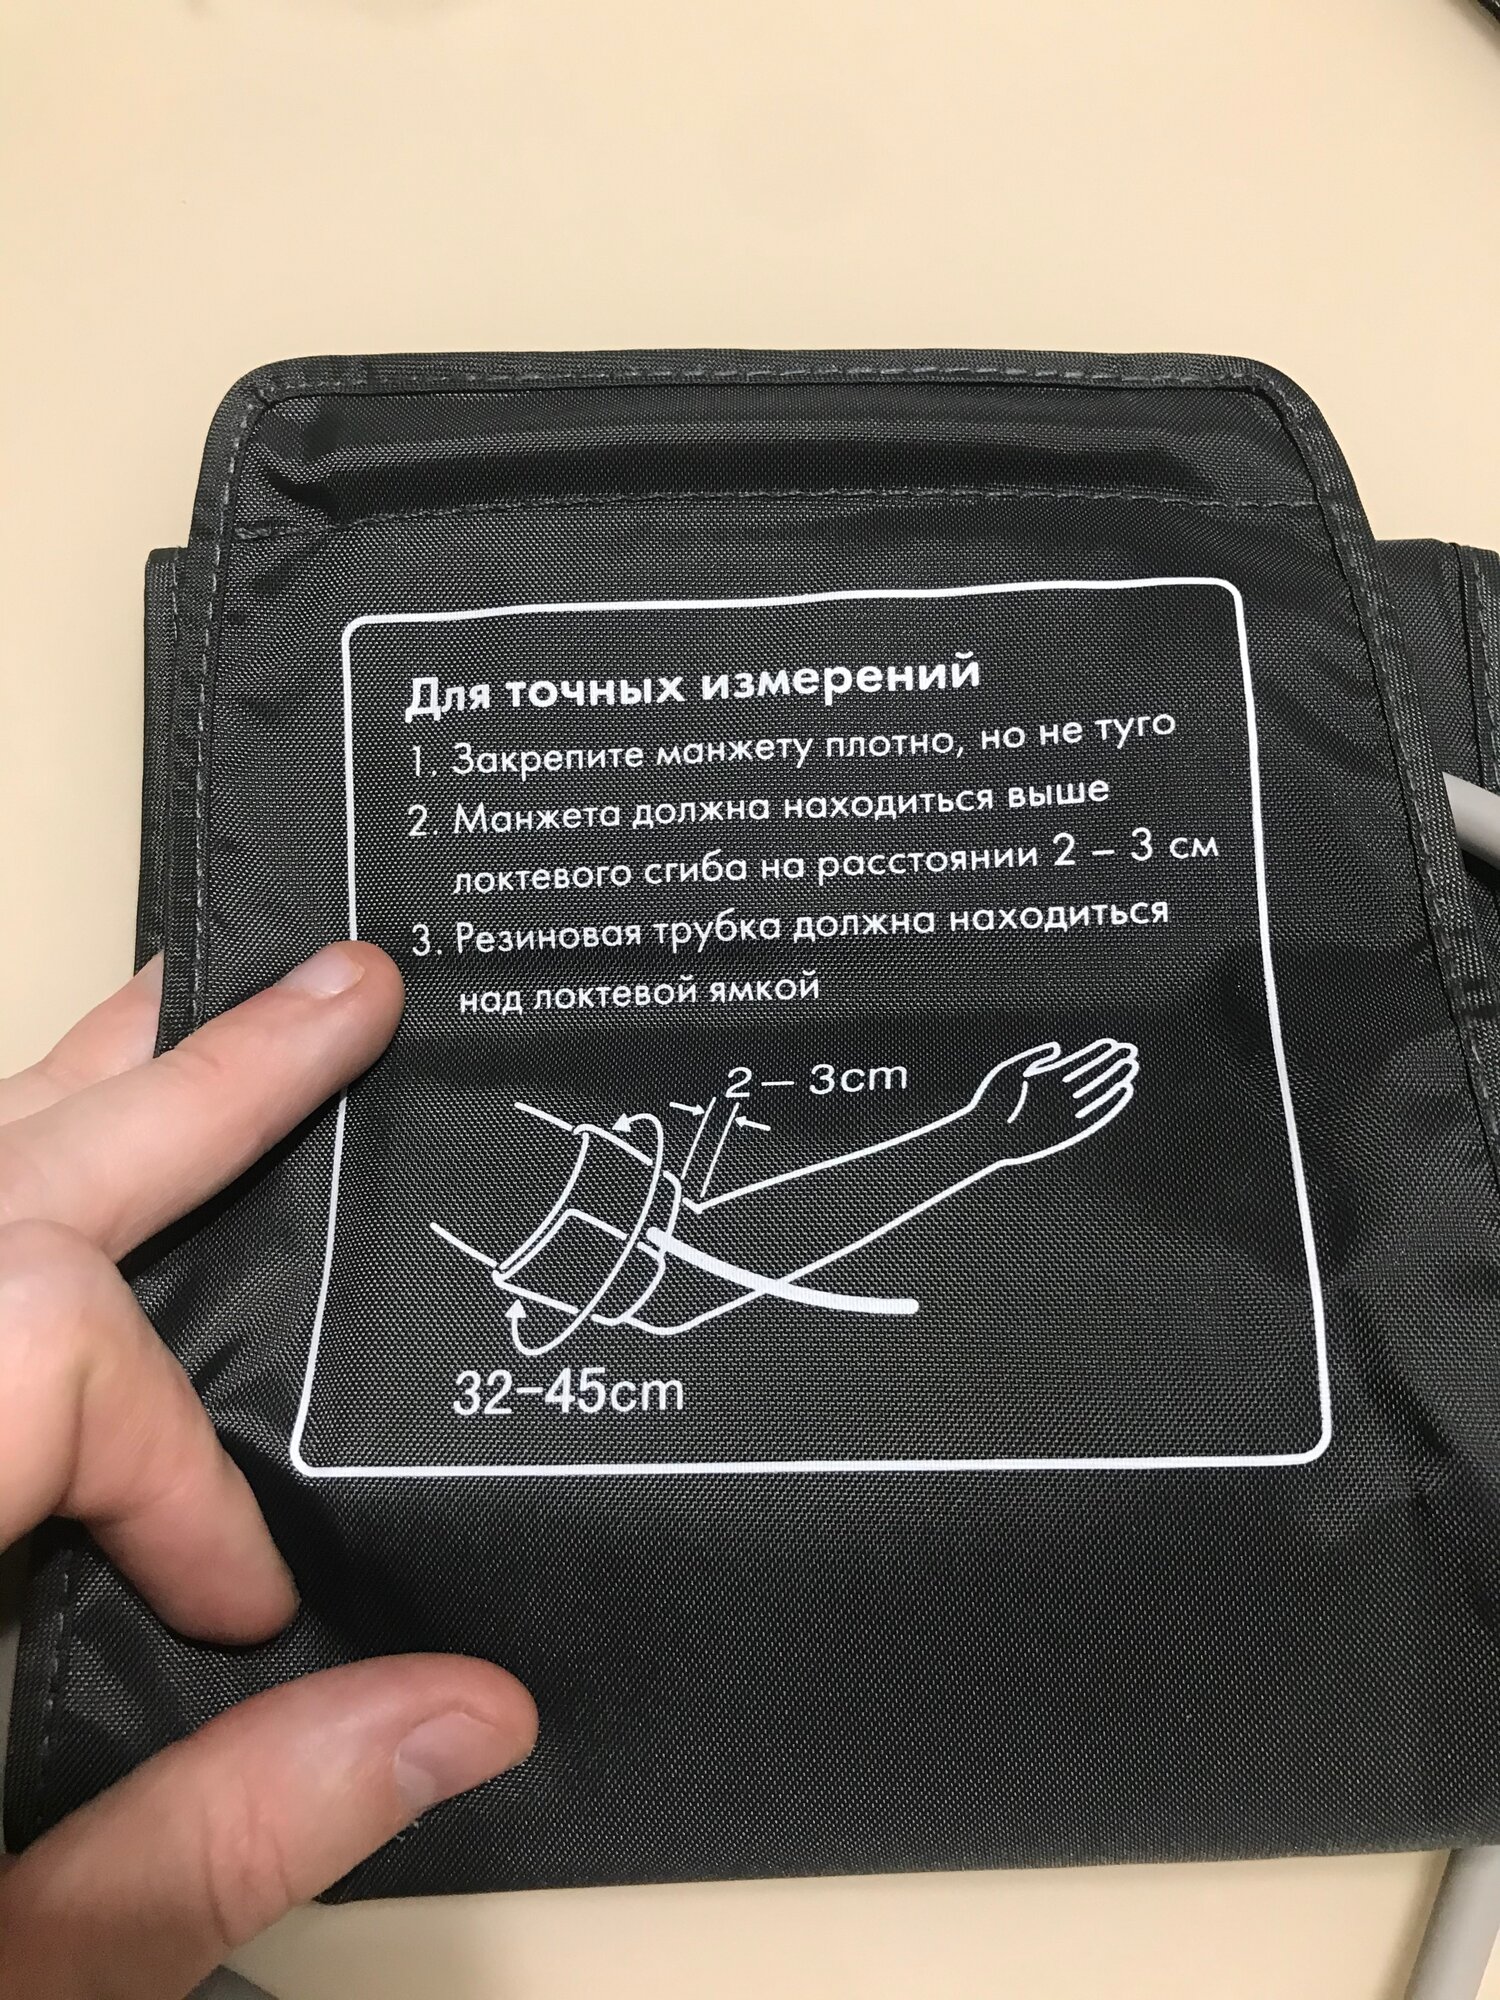 Для точных измерений
1. Закрепите манжету плотно, но не туго
2. Манжета должна находиться выше
локтевого сгиба на расстоянии 2 – 3 см
3. Резиновая трубка должна находиться
над локтевой ямкой
2 – 3cm
32-45cm